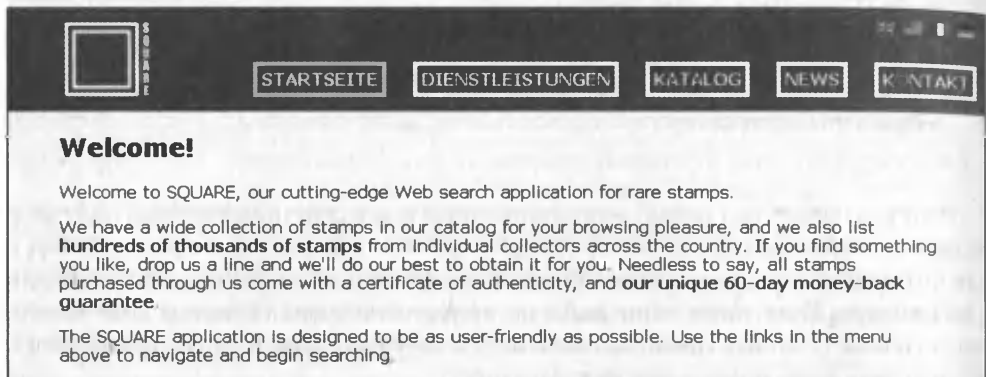 SQUARE
STARTSEITE DIENSTLEISTUNGEN KATALOG NEWS KONTAKT
Welcome!
Welcome to SQUARE, our cutting-edge Web search application for rare stamps.
We have a wide collection of stamps in our catalog for your browsing pleasure, and we also list
hundreds of thousands of stamps from individual collectors across the country. If you find something
you like, drop us a line and we'll do our best to obtain it for you. Needless to say, all stamps
purchased through us come with a certificate of authenticity, and our unique 60-day money-back
guarantee.
The SQUARE application is designed to be as user-friendly as possible. Use the links in the menu
above to navigate and begin searching.